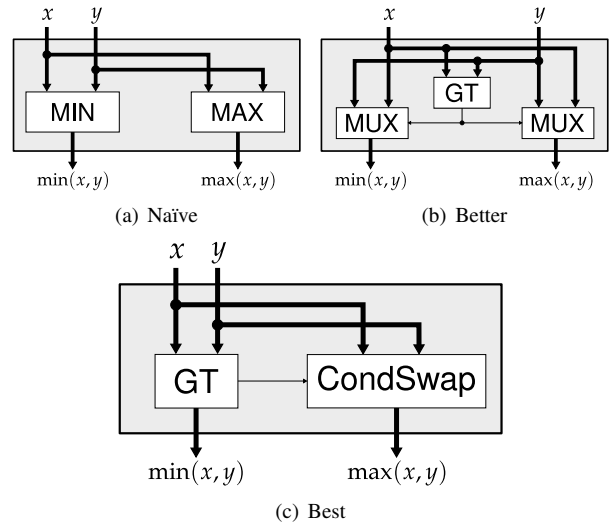 x y
MIN MAX
min(x, y) max(x, y)
(a) Naïve
x y
GT
MUX MUX
min(x, y) max(x, y)
(b) Better
x y
GT CondSwap
min(x, y) max(x, y)
(c) Best